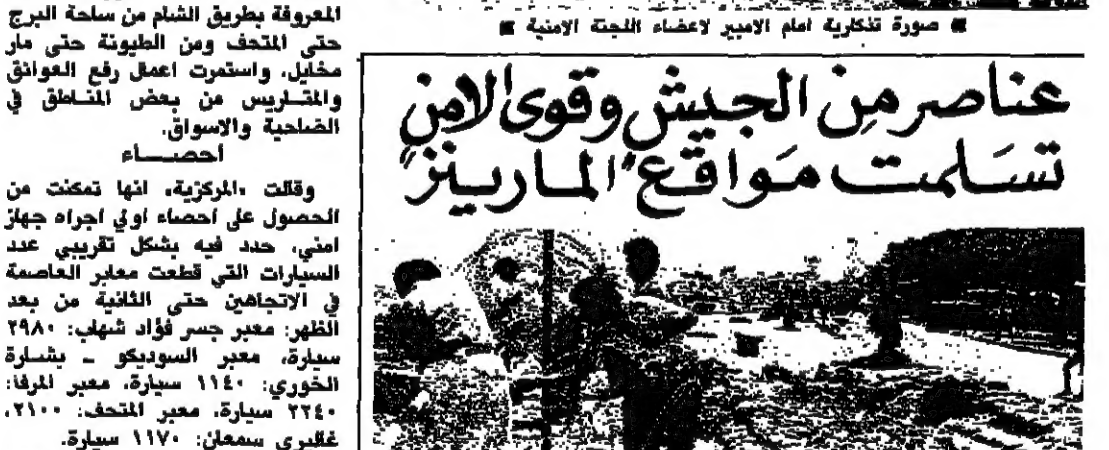 ■ صورة تذكارية امام الامبير لاعضاء اللجنة الامنية ■
عناصر من الجيش وقوى الامن
تسلمت مواقع "المارينز"
المعروفة بطريق الشام من ساحة البرج
حتى المتحف ومن الطيونة حتى مار
مخايل، واستمرت اعمال رفع العوائق
والمتاريس من بعض المناطق في
الضاحية والاسواق.
احصاء
وقالت «المركزية» انها تمكنت من
الحصول على احصاء اولي اجراه جهاز
امني، حدد فيه بشكل تقريبي عدد
السيارات التي قطعت معابر العاصمة
في الاتجاهين حتى الثانية من بعد
الظهر: معبر جسر فؤاد شهاب: ٢٩٨٠
سيارة، معبر السوديكو - بشارة
الخوري: ١١٤٠ سيارة، معبر المرفا:
٢٢٤٠ سيارة، معبر المتحف: ٢١٠٠،
غاليري سمعان: ١١٧٠ سيارة.